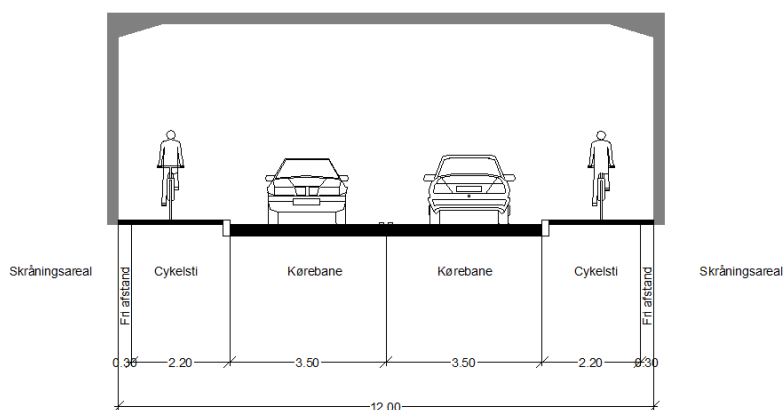 Skråningsareal
Fri afstand
Cykelsti
Kørebane
Kørebane
Cykelsti
Fri afstand
Skråningsareal
0.30
2.20
3.50
3.50
2.20
0.30
12.00